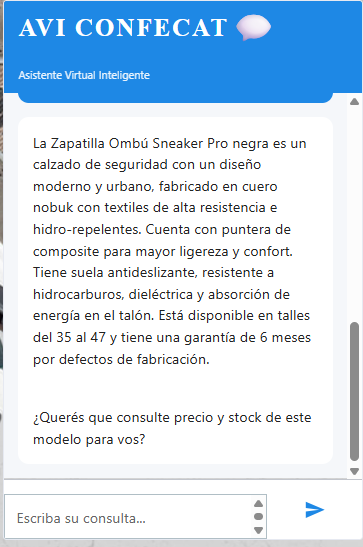 AVI CONFECAT 💬
Asistente Virtual Inteligente
La Zapatilla Ombú Sneaker Pro negra es un
calzado de seguridad con un diseño
moderno y urbano, fabricado en cuero
nobuk con textiles de alta resistencia e
hidro-repelentes. Cuenta con puntera de
composite para mayor ligereza y confort.
Tiene suela antideslizante, resistente a
hidrocarburos, dieléctrica y absorción de
energía en el talón. Está disponible en talles
del 35 al 47 y tiene una garantía de 6 meses
por defectos de fabricación.
¿Querés que consulte precio y stock de este
modelo para vos?
Escriba su consulta...